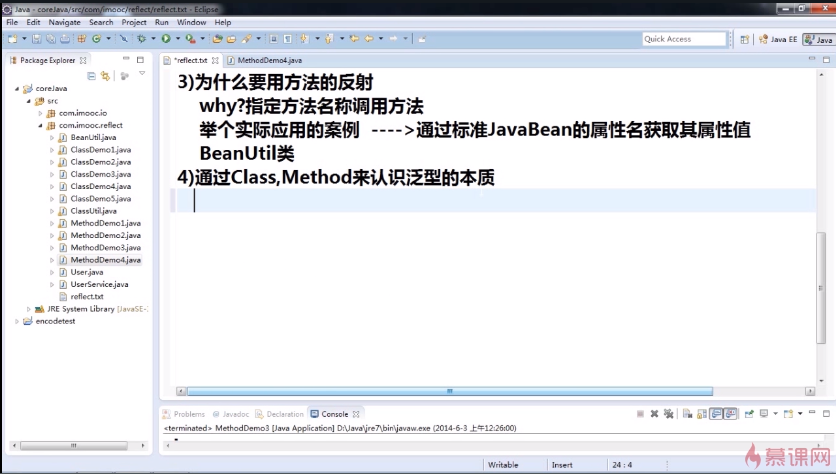 Java - coreJava/src/com/imooc/reflect/reflect.txt - Eclipse
File Edit Navigate Search Project Run Window Help
Quick Access
Java EE
Java
Package Explorer
*reflect.txt
MethodDemo4.java
coreJava
src
com.imooc.io
com.imooc.reflect
BeanUtil.java
ClassDemo1.java
ClassDemo2.java
ClassDemo3.java
ClassDemo4.java
ClassDemo5.java
ClassUtil.java
MethodDemo1.java
MethodDemo2.java
MethodDemo3.java
MethodDemo4.java
User.java
UserService.java
reflect.txt
JRE System Library [JavaSE-1
encodetest
3)为什么要用方法的反射
why?指定方法名称调用方法
举个实际应用的案例 ---->通过标准JavaBean的属性名获取其属性值
BeanUtil类
4)通过Class,Method来认识泛型的本质
Problems @ Javadoc Declaration Console
<terminated> MethodDemo3 [Java Application] D:\Java\jre7\bin\javaw.exe (2014-6-3 上午12:26:00)
Writable
Insert
24 : 4
慕课网